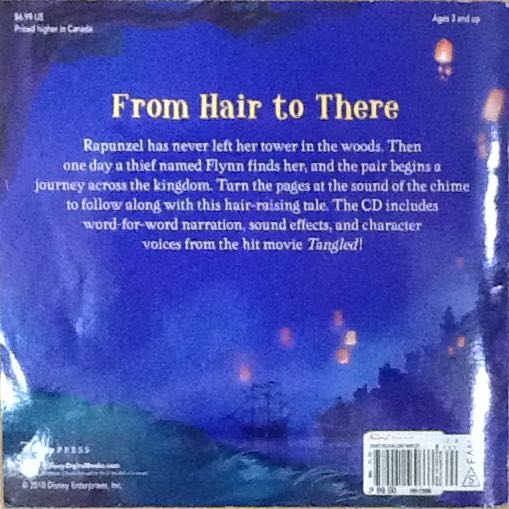 $6.99 US
Priced higher in Canada
Ages 3 and up
From Hair to There
Rapunzel has never left her tower in the woods. Then
one day a thief named Flynn finds her, and the pair begins a
journey across the kingdom. Turn the pages at the sound of the chime
to follow along with this hair-raising tale. The CD includes
word-for-word narration, sound effects, and character
voices from the hit movie Tangled!
PRESS
DisneyDigitalBooks.com
© 2010 Disney Enterprises, Inc.